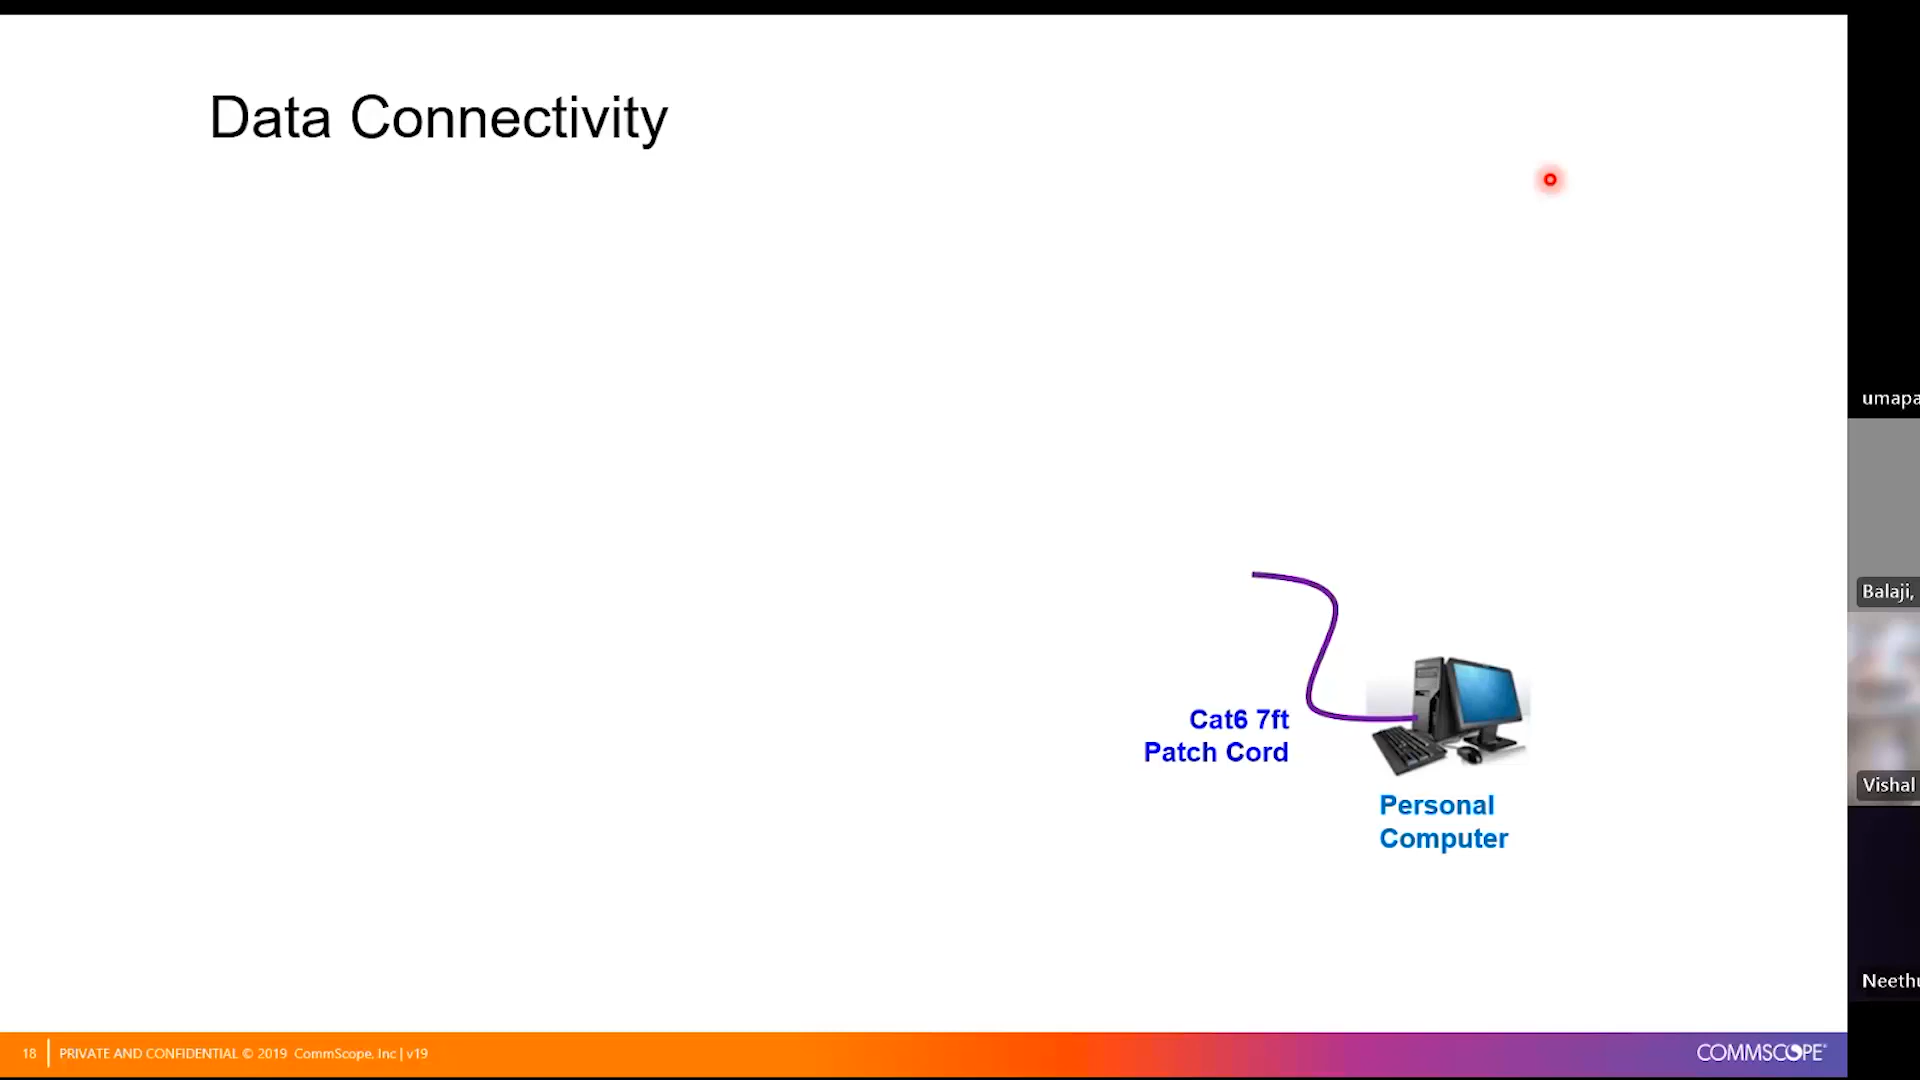 Data Connectivity
umapa
Balaji,
Cat6 7ft
Patch Cord
Vishal
Personal
Computer
Neethu
18 PRIVATE AND CONFIDENTIAL © 2019 CommScope, Inc | v19
COMMSCOPE®